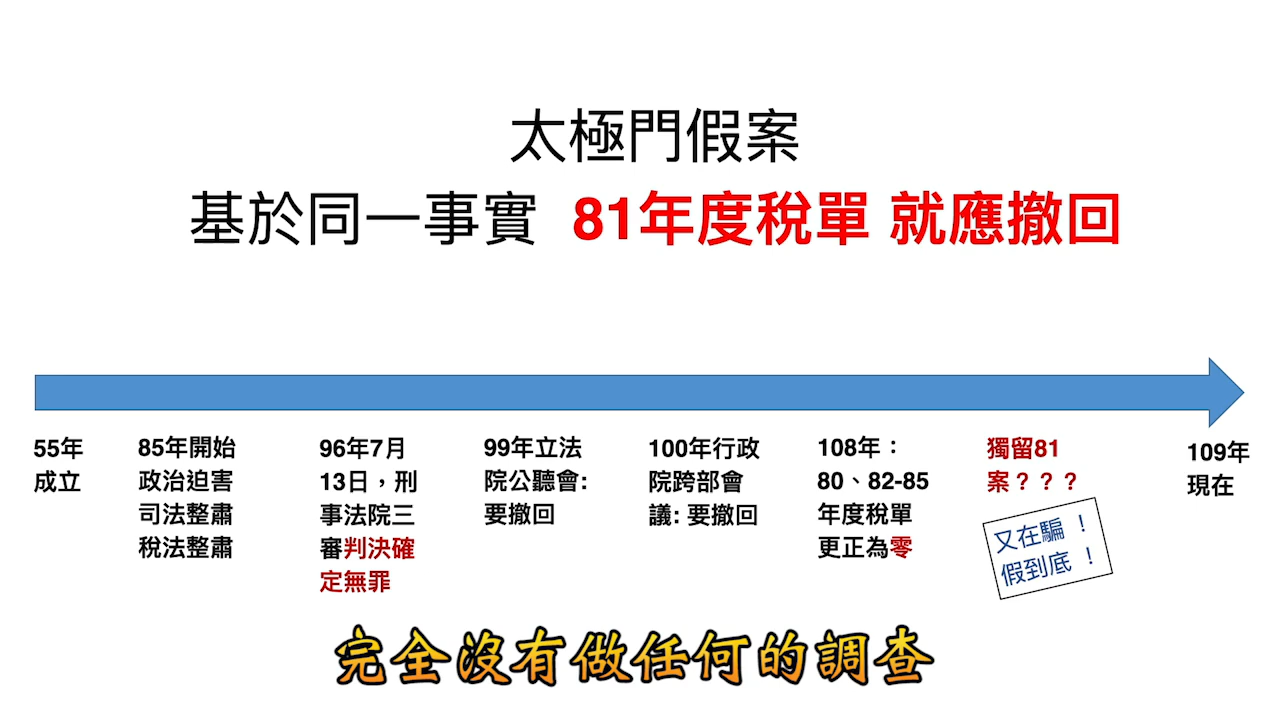 太極門假案
基於同一事實 81年度稅單 就應撤回
55年
成立
85年開始
政治迫害
司法整肅
稅法整肅
96年7月
13日，刑
事法院三
審判決確
定無罪
99年立法
院公聽會:
要撤回
100年行政
院跨部會
議: 要撤回
108年：
80、82-85
年度稅單
更正為零
獨留81
案？？？
又在騙！
假到底！
109年
現在
完全沒有做任何的調查